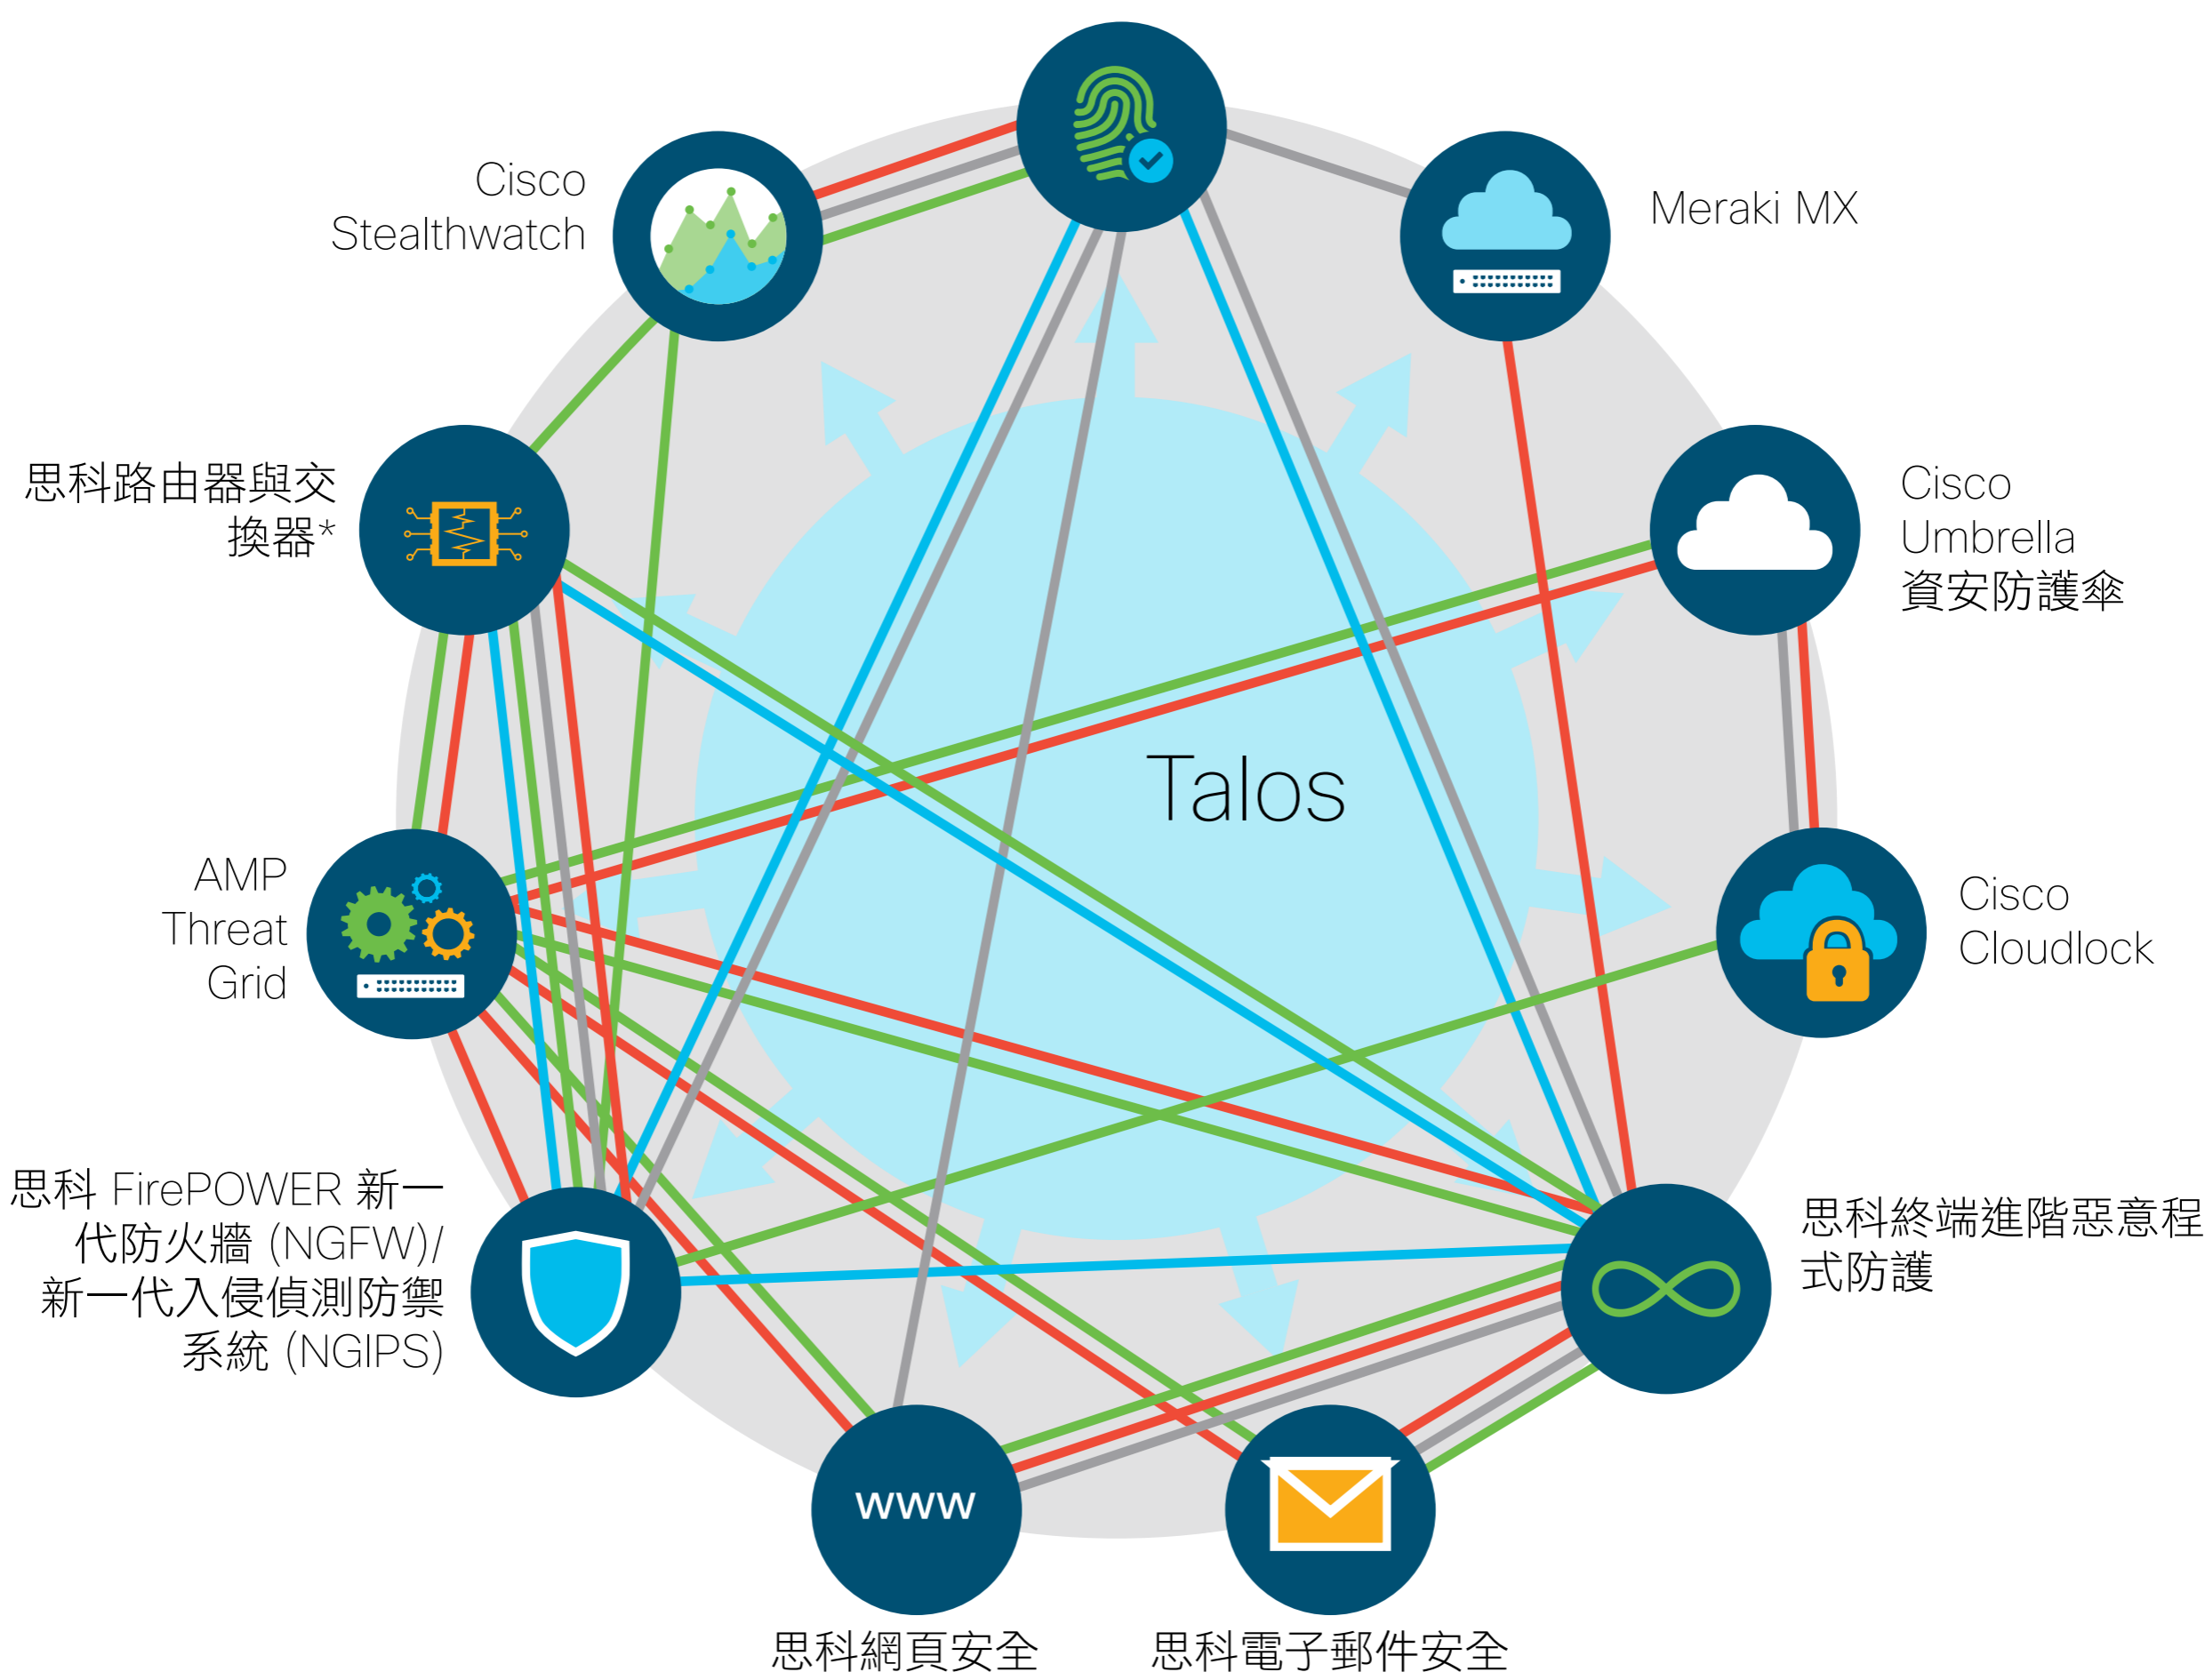 Cisco
Stealthwatch
Meraki MX
思科路由器與交
換器*
Cisco
Umbrella
資安防護傘
Talos
AMP
Threat
Grid
Cisco
Cloudlock
思科 FirePOWER 新一
代防火牆 (NGFW)/
新一代入侵偵測防禦
系統 (NGIPS)
思科終端進階惡意程
式防護
www
思科網頁安全
思科電子郵件安全